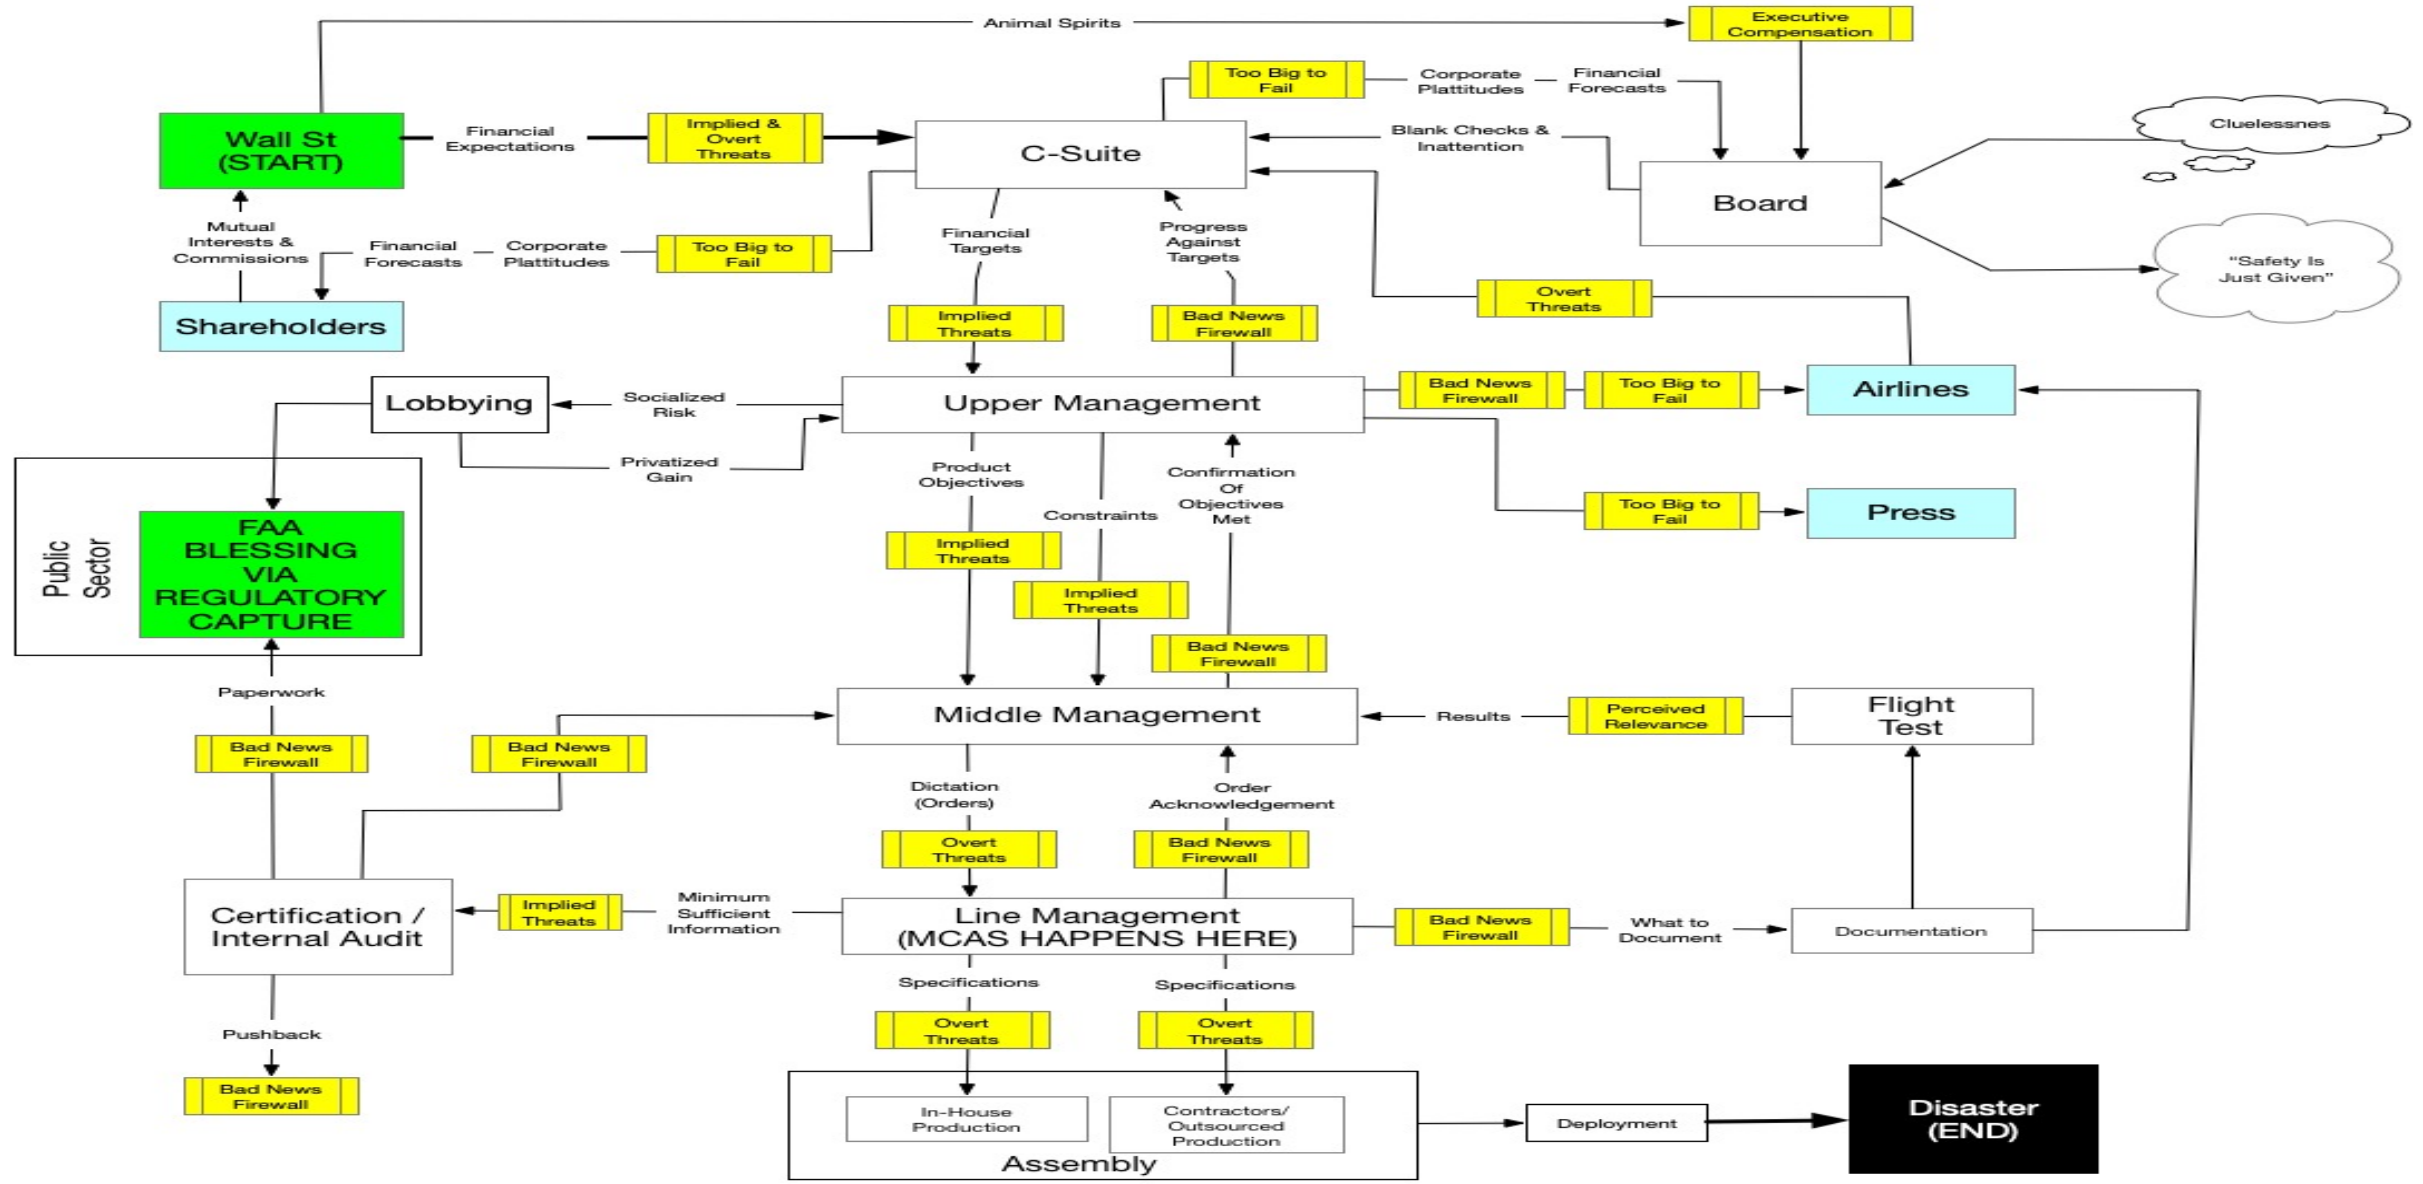 Animal Spirits
Executive
Compensation
Too Big to
Fail
Corporate
Plattitudes
Financial
Forecasts
Wall St
(START)
Financial
Expectations
Implied &
Overt
Threats
C-Suite
Blank Checks &
Inattention
Cluelessnes
Board
Mutual
Interests &
Commissions
Financial
Forecasts
Corporate
Plattitudes
Too Big to
Fail
Financial
Targets
Progress
Against
Targets
“Safety Is
Just Given”
Overt
Threats
Shareholders
Implied
Threats
Bad News
Firewall
Lobbying
Socialized
Risk
Upper Management
Bad News
Firewall
Too Big to
Fail
Airlines
Privatized
Gain
Product
Objectives
Constraints
Confirmation
Of
Objectives
Met
Too Big to
Fail
Press
Public
Sector
FAA
BLESSING
VIA
REGULATORY
CAPTURE
Implied
Threats
Implied
Threats
Bad News
Firewall
Paperwork
Middle Management
Results
Perceived
Relevance
Flight
Test
Bad News
Firewall
Bad News
Firewall
Dictation
(Orders)
Order
Acknowledgement
Overt
Threats
Bad News
Firewall
Certification /
Internal Audit
Implied
Threats
Minimum
Sufficient
Information
Line Management
(MCAS HAPPENS HERE)
Bad News
Firewall
What to
Document
Documentation
Specifications
Specifications
Pushback
Overt
Threats
Overt
Threats
Bad News
Firewall
In-House
Production
Contractors/
Outsourced
Production
Assembly
Deployment
Disaster
(END)